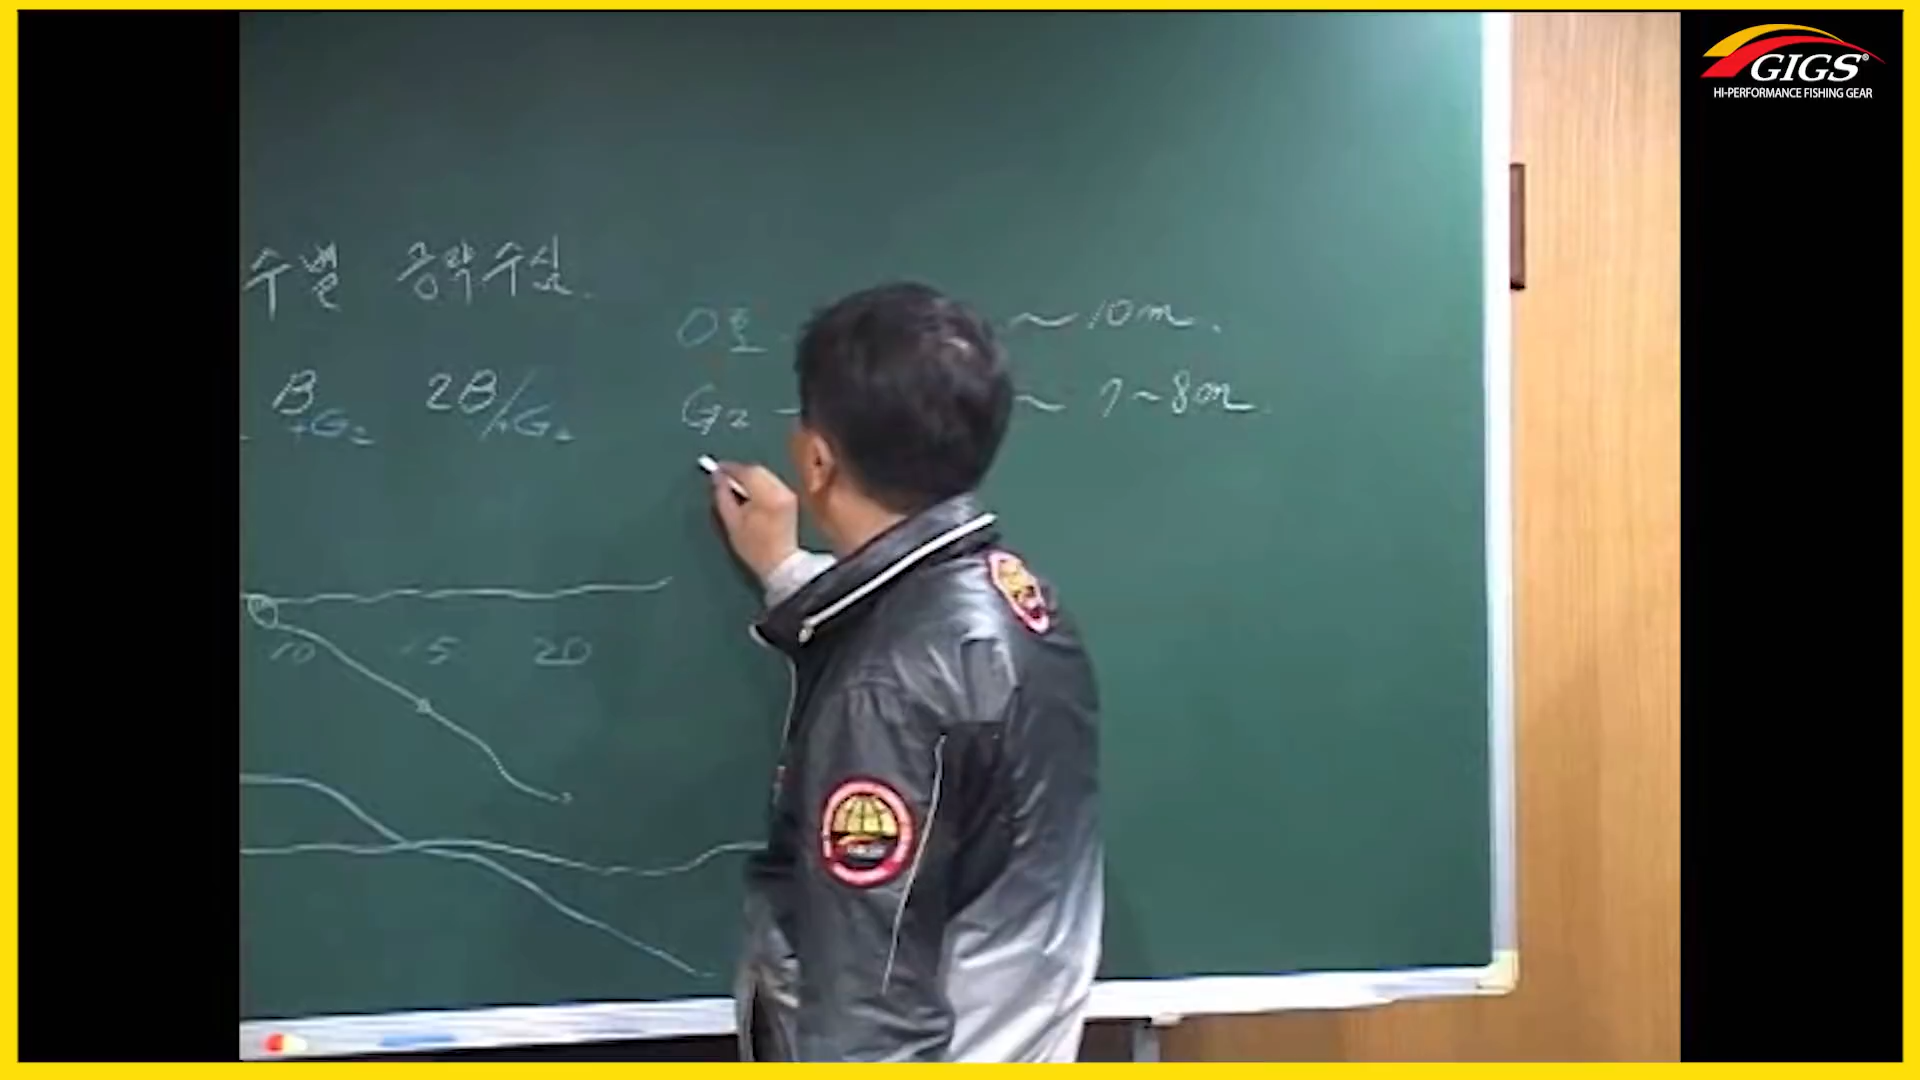 GIGS®
HI-PERFORMANCE FISHING GEAR
수별 공략수심.
0호 - ~10m.
G2 - ~ 7~8m.
B+G2 2B/+G2
10 15 20